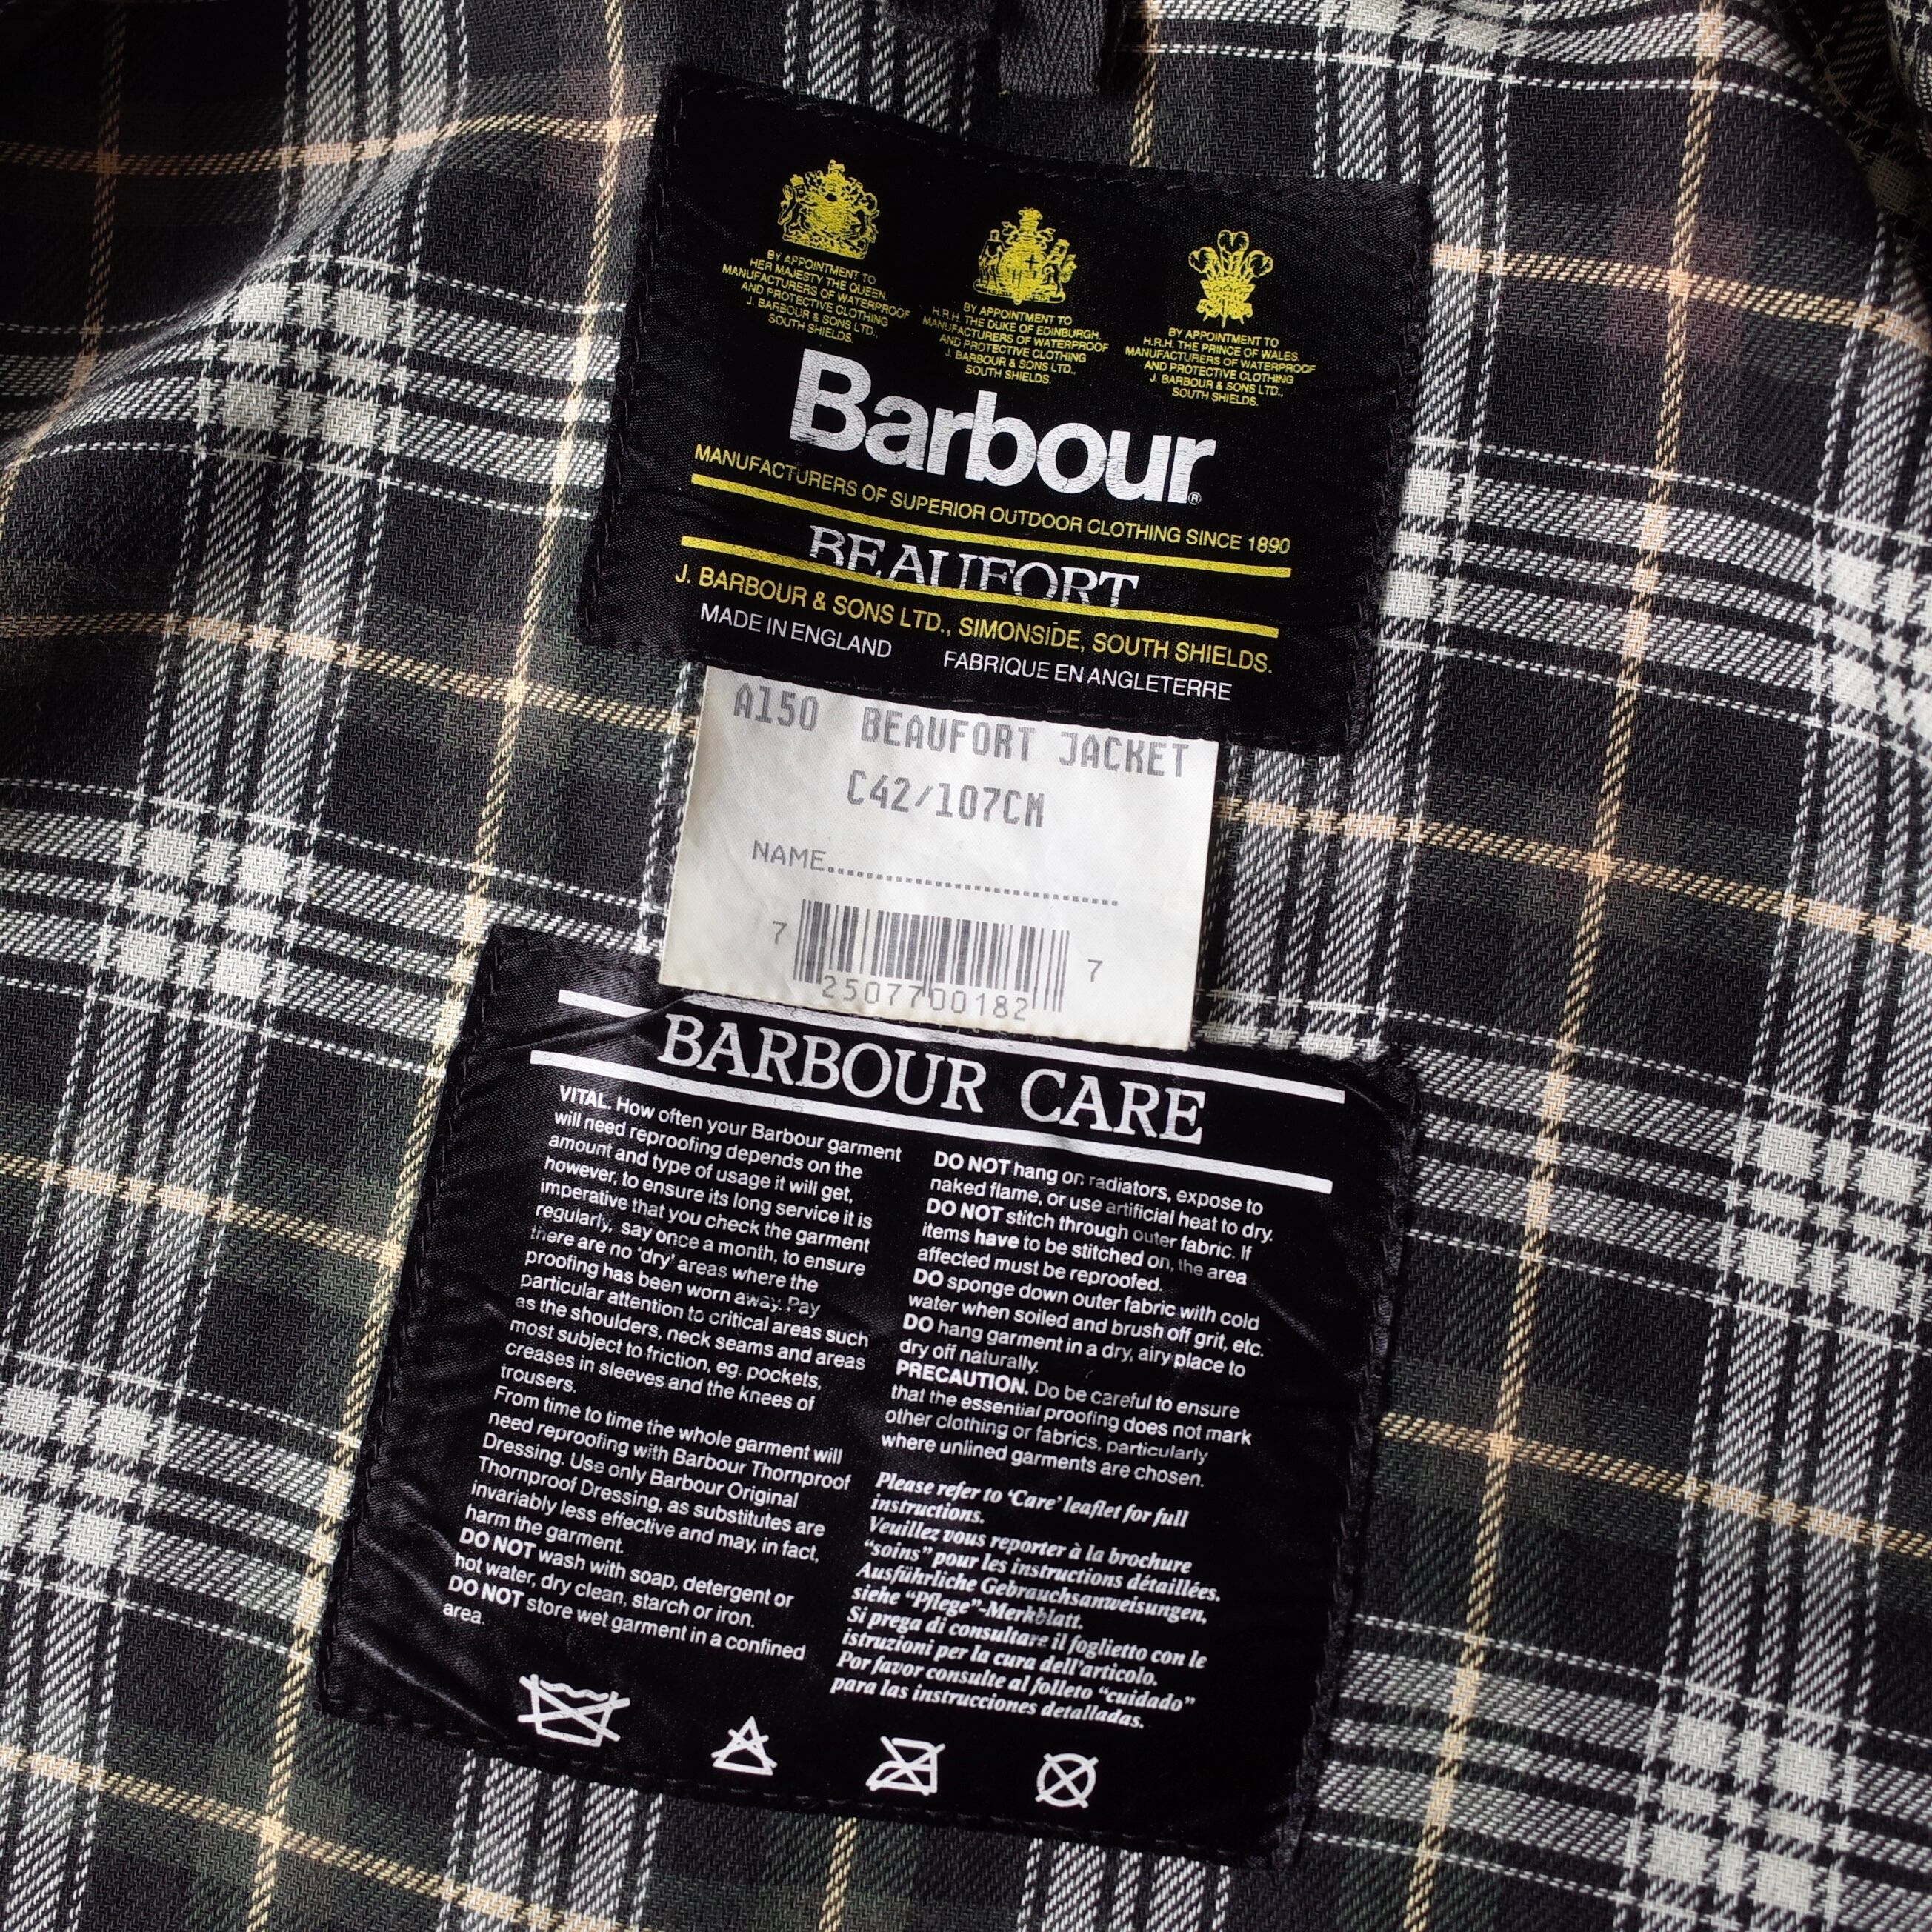 BY APPOINTMENT TO
HER MAJESTY THE QUEEN.
MANUFACTURERS OF WATERPROOF
AND PROTECTIVE CLOTHING
J. BARBOUR & SONS LTD.,
SOUTH SHIELDS.
BY APPOINTMENT TO
H.R.H. THE DUKE OF EDINBURGH.
MANUFACTURERS OF WATERPROOF
AND PROTECTIVE CLOTHING
J. BARBOUR & SONS LTD.,
SOUTH SHIELDS.
BY APPOINTMENT TO
H.R.H. THE PRINCE OF WALES.
MANUFACTURERS OF WATERPROOF
AND PROTECTIVE CLOTHING
J. BARBOUR & SONS LTD.,
SOUTH SHIELDS.
Barbour®
MANUFACTURERS OF SUPERIOR OUTDOOR CLOTHING SINCE 1890
BEAUFORT
J. BARBOUR & SONS LTD., SIMONSIDE, SOUTH SHIELDS.
MADE IN ENGLAND FABRIQUE EN ANGLETERRE
A150 BEAUFORT JACKET
C42/107CM
NAME..............................
7 2507700182 7
BARBOUR CARE
VITAL. How often your Barbour garment
will need reproofing depends on the
amount and type of usage it will get,
however, to ensure its long service it is
imperative that you check the garment
regularly, say once a month, to ensure
there are no 'dry' areas where the
proofing has been worn away. Pay
particular attention to critical areas such
as the shoulders, neck seams and areas
most subject to friction, eg. pockets,
creases in sleeves and the knees of
trousers.
From time to time the whole garment will
need reproofing with Barbour Thornproof
Dressing. Use only Barbour Original
Thornproof Dressing, as substitutes are
invariably less effective and may, in fact,
harm the garment.
DO NOT wash with soap, detergent or
hot water, dry clean, starch or iron.
DO NOT store wet garment in a confined
area.
DO NOT hang on radiators, expose to
naked flame, or use artificial heat to dry.
DO NOT stitch through outer fabric. If
items have to be stitched on, the area
affected must be reproofed.
DO sponge down outer fabric with cold
water when soiled and brush off grit, etc.
DO hang garment in a dry, airy place to
dry off naturally.
PRECAUTION. Do be careful to ensure
that the essential proofing does not mark
other clothing or fabrics, particularly
where unlined garments are chosen.
Please refer to 'Care' leaflet for full
instructions.
Veuillez vous reporter à la brochure
“soins” pour les instructions détaillées.
Ausführliche Gebrauchsanweisungen,
siehe “Pflege”-Merkblatt.
Si prega di consultare il foglietto con le
istruzioni per la cura dell'articolo.
Por favor consulte al folleto “cuidado”
para las instrucciones detalladas.